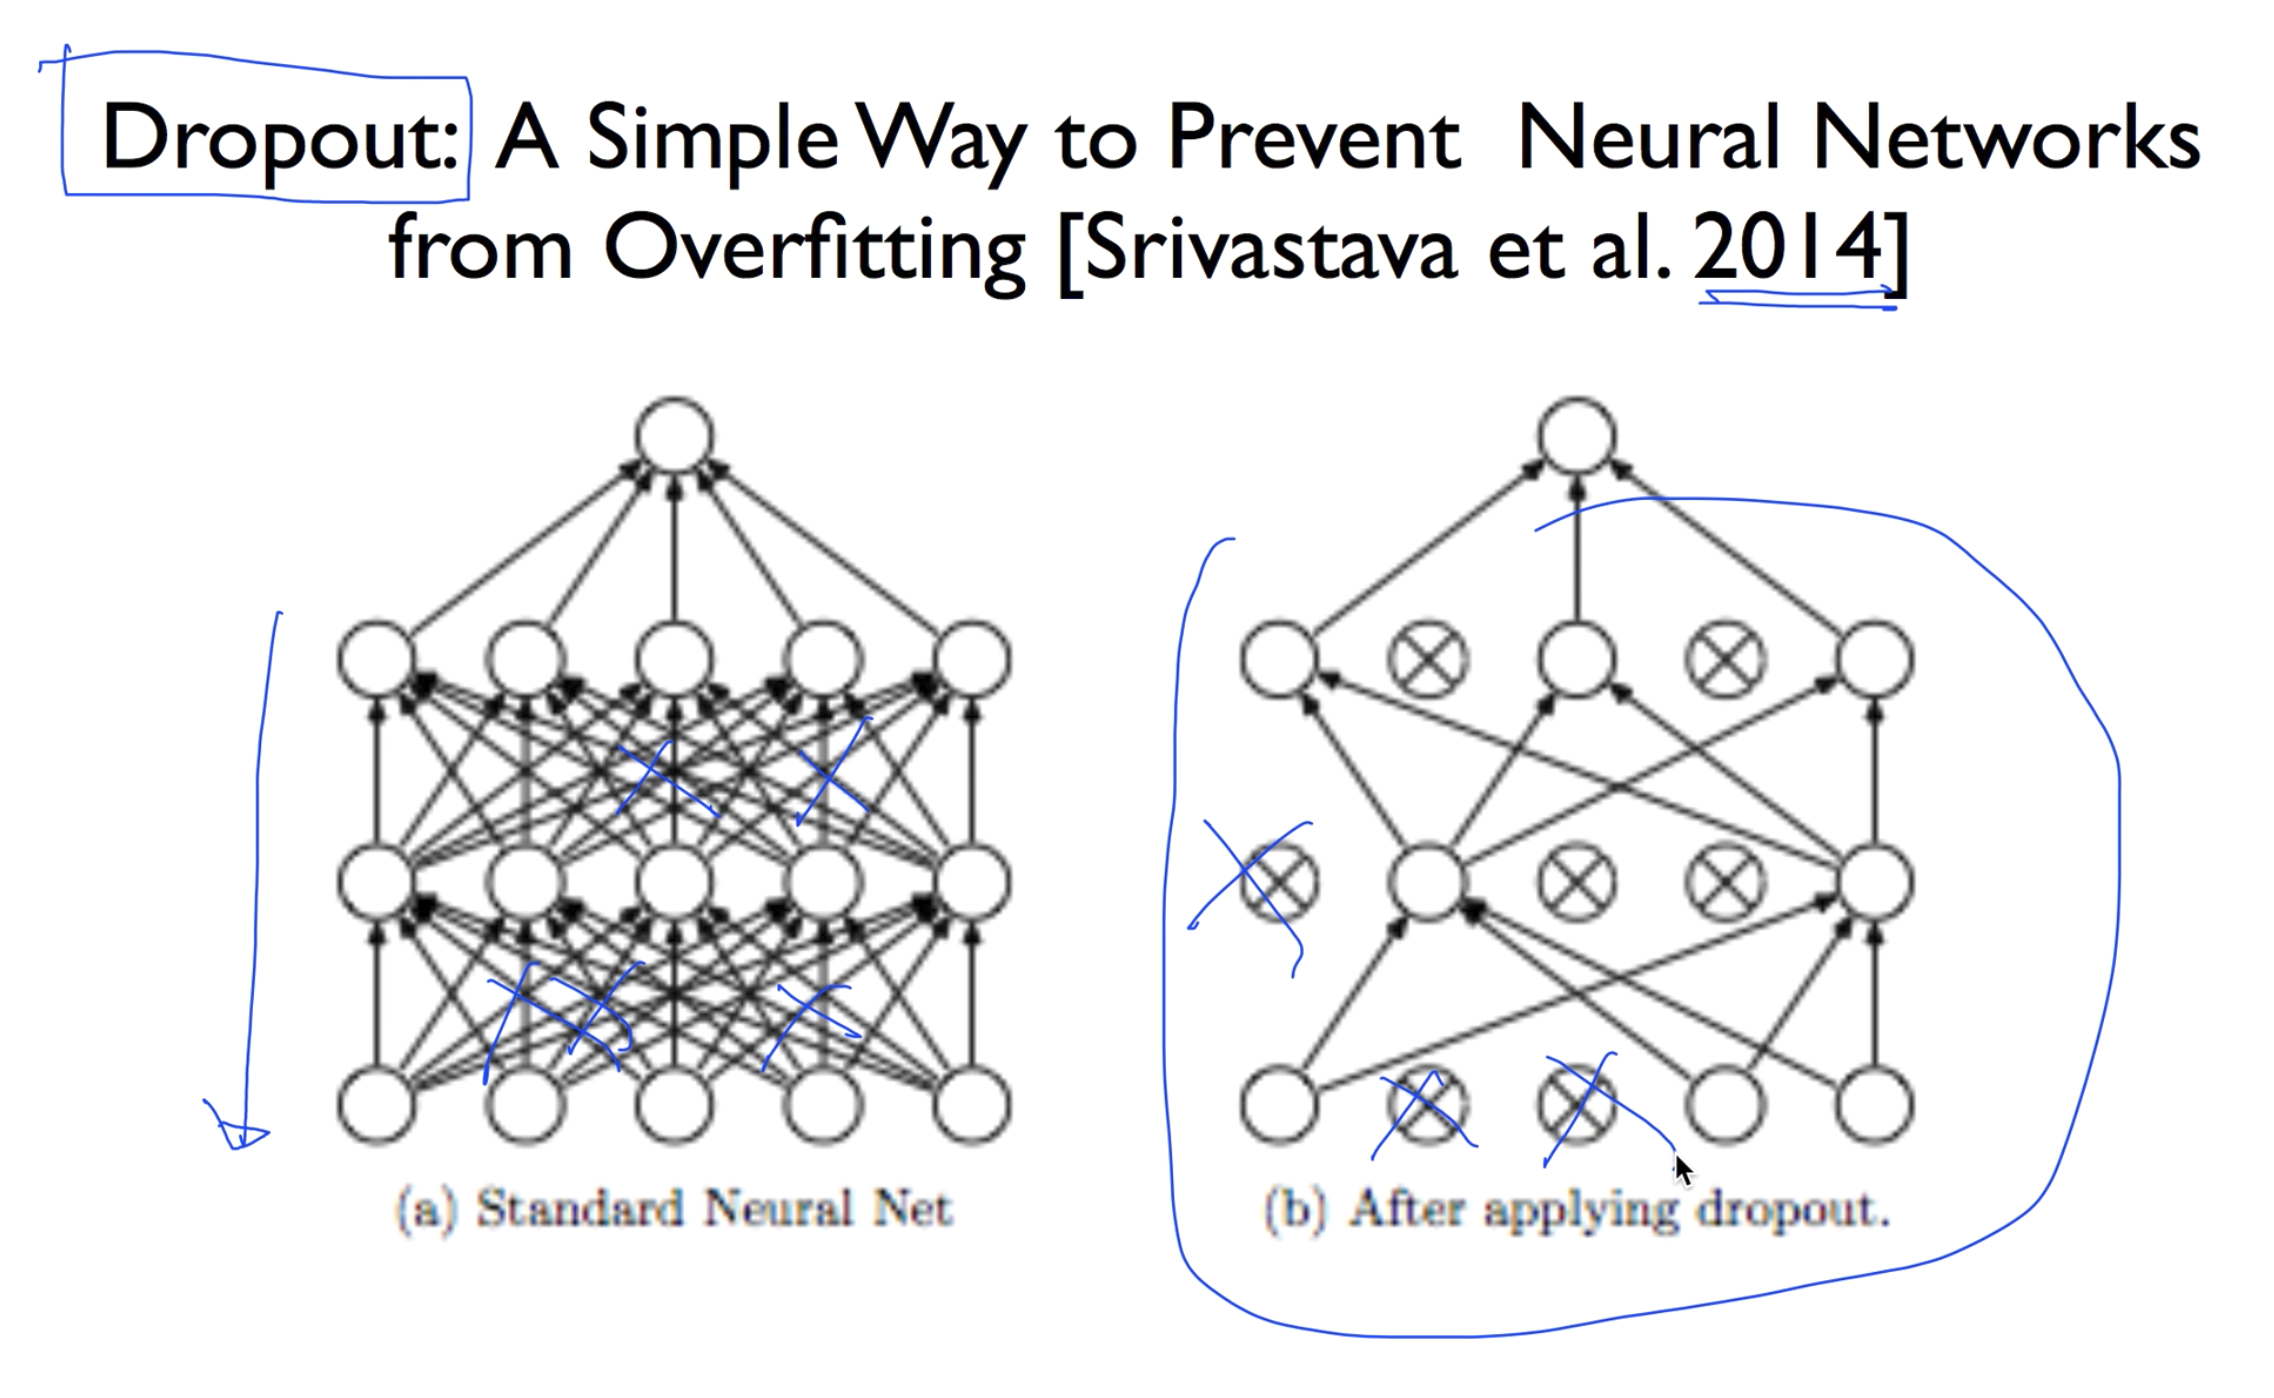 Dropout: A Simple Way to Prevent Neural Networks
from Overfitting [Srivastava et al. 2014]
(a) Standard Neural Net
(b) After applying dropout.